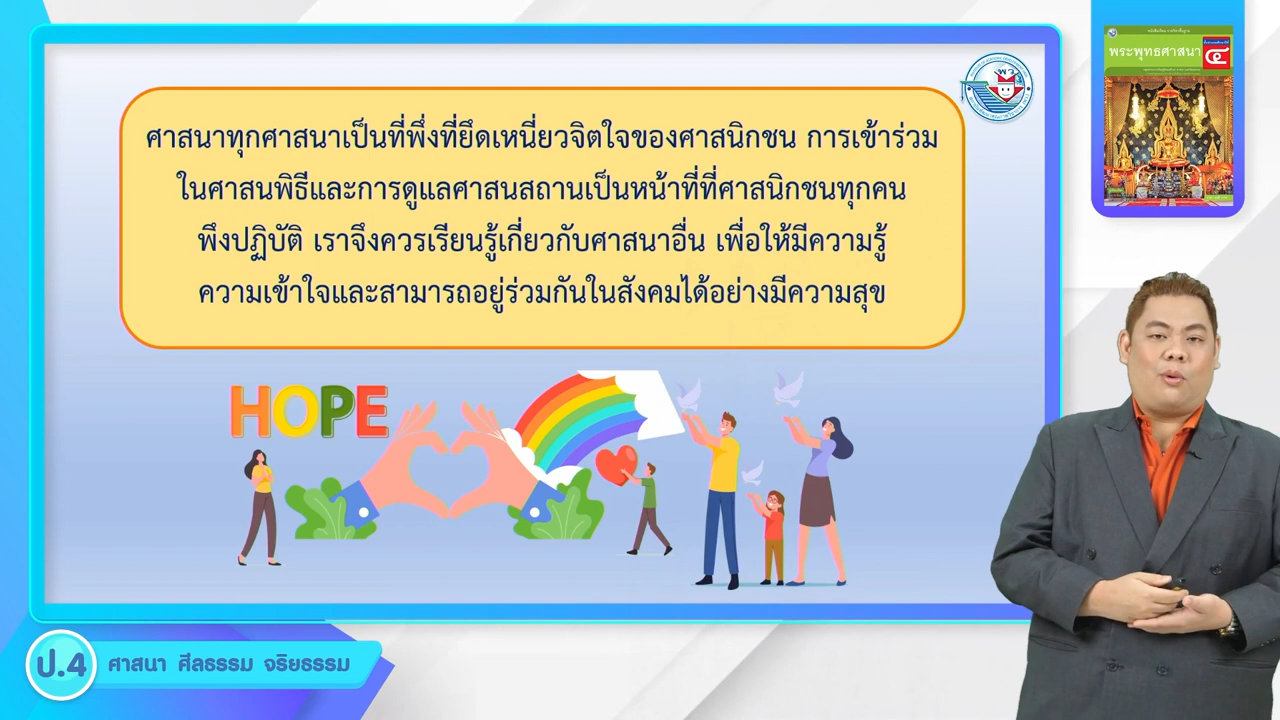 ศาสนาทุกศาสนาเป็นที่พึ่งที่ยึดเหนี่ยวจิตใจของศาสนิกชน การเข้าร่วม
ในศาสนพิธีและการดูแลศาสนสถานเป็นหน้าที่ที่ศาสนิกชนทุกคน
พึงปฏิบัติ เราจึงควรเรียนรู้เกี่ยวกับศาสนาอื่น เพื่อให้มีความรู้
ความเข้าใจและสามารถอยู่ร่วมกันในสังคมได้อย่างมีความสุข
HOPE
พระพุทธศาสนา
๔
พว
ป.4 ศาสนา ศีลธรรม จริยธรรม